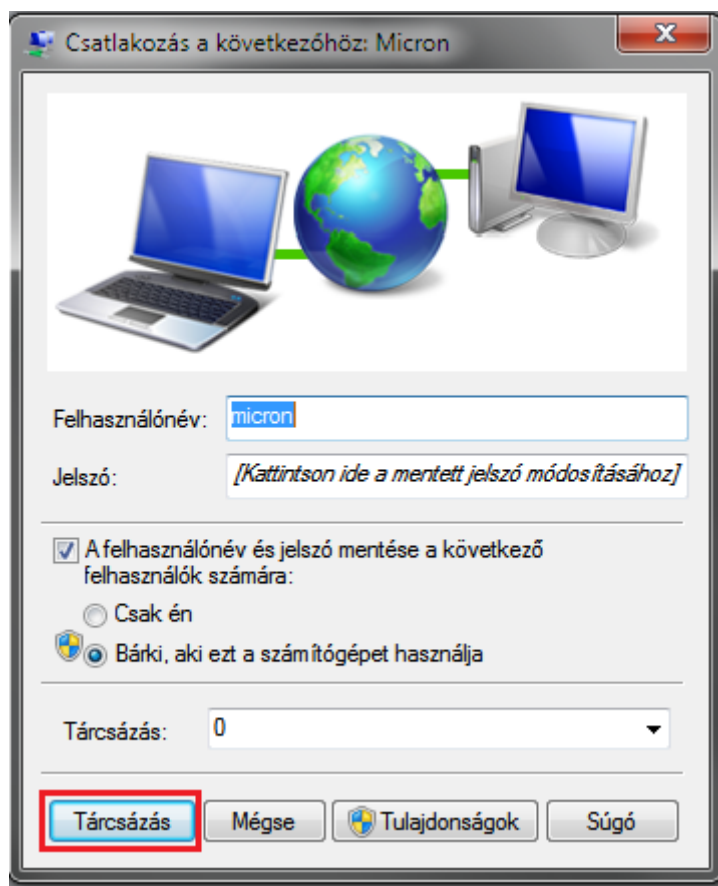 Csatlakozás a következőhöz: Micron
Felhasználónév: micron
Jelszó: [Kattintson ide a mentett jelszó módosításához]
A felhasználónév és jelszó mentése a következő
felhasználók számára:
Csak én
Bárki, aki ezt a számítógépet használja
Tárcsázás: 0
Tárcsázás Mégse Tulajdonságok Súgó